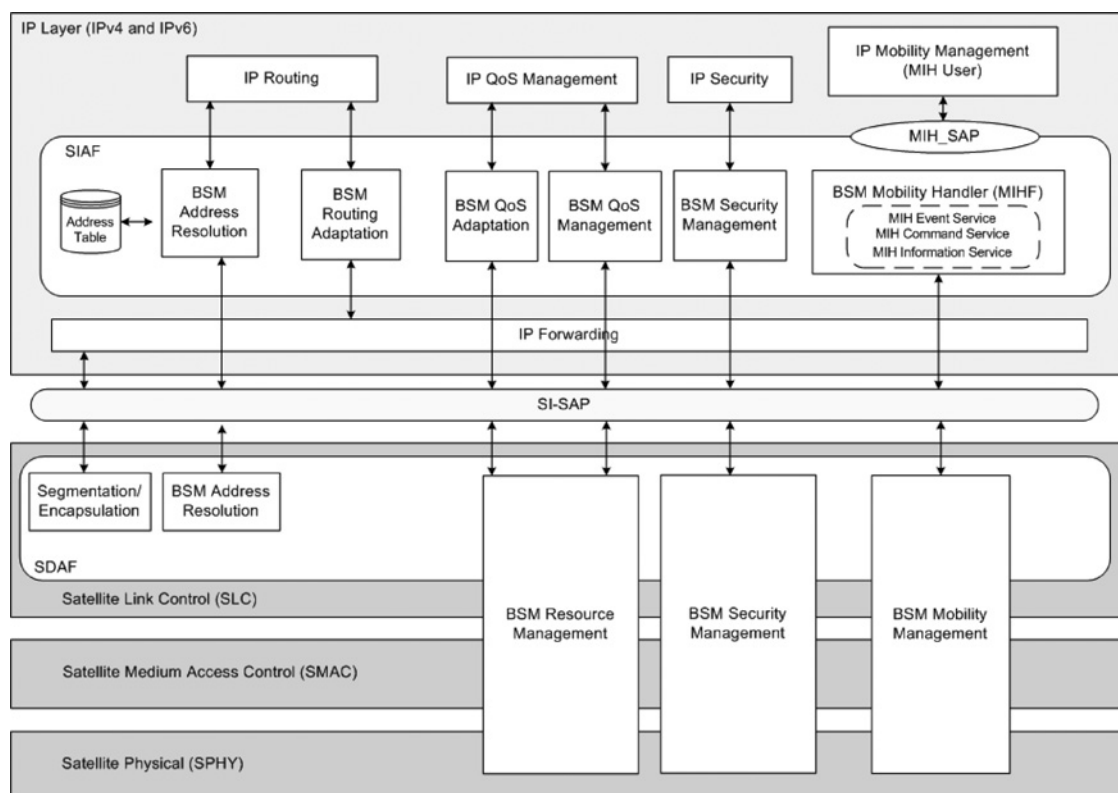 IP Layer (IPv4 and IPv6)
IP Routing
IP QoS Management
IP Security
IP Mobility Management
(MIH User)
MIH_SAP
SIAF
Address
Table
BSM
Address
Resolution
BSM
Routing
Adaptation
BSM QoS
Adaptation
BSM QoS
Management
BSM Security
Management
BSM Mobility Handler (MIHF)
MIH Event Service
MIH Command Service
MIH Information Service
IP Forwarding
SI-SAP
Segmentation/
Encapsulation
BSM Address
Resolution
SDAF
Satellite Link Control (SLC)
BSM Resource
Management
BSM Security
Management
BSM Mobility
Management
Satellite Medium Access Control (SMAC)
Satellite Physical (SPHY)